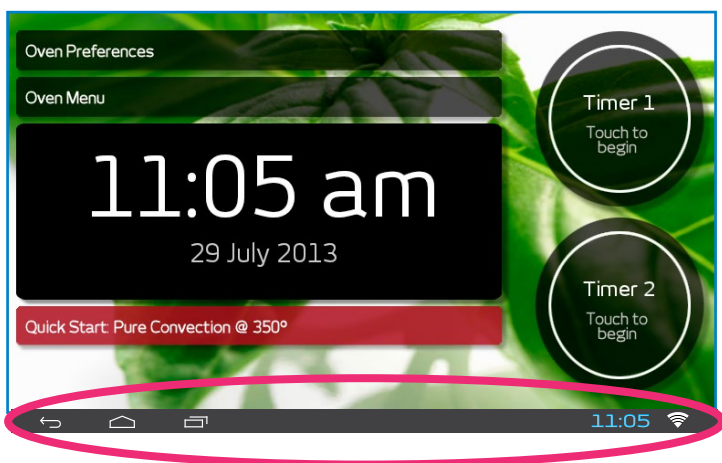 Oven Preferences
Oven Menu
11:05 am
29 July 2013
Quick Start: Pure Convection @ 350º
Timer 1
Touch to
begin
Timer 2
Touch to
begin
11:05